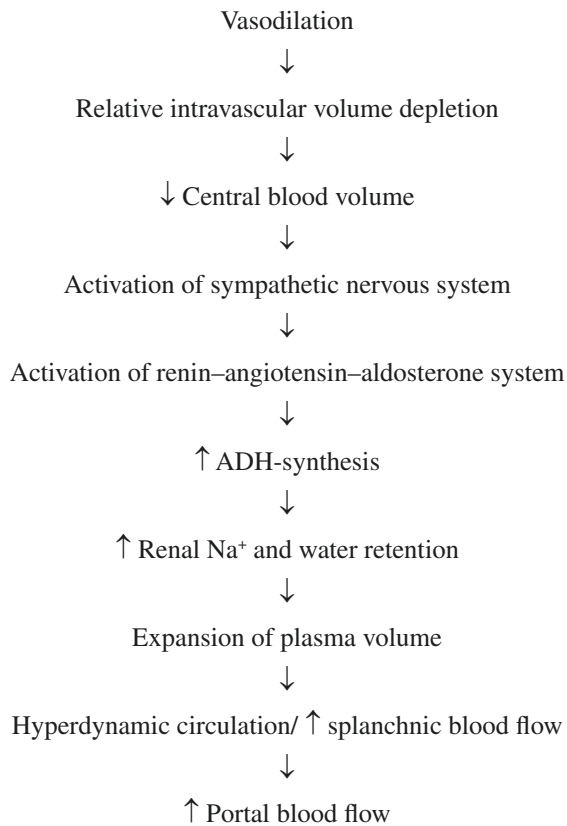 Vasodilation
↓
Relative intravascular volume depletion
↓
↓ Central blood volume
↓
Activation of sympathetic nervous system
↓
Activation of renin–angiotensin–aldosterone system
↓
↑ ADH-synthesis
↓
↑ Renal Na⁺ and water retention
↓
Expansion of plasma volume
↓
Hyperdynamic circulation/ ↑ splanchnic blood flow
↓
↑ Portal blood flow